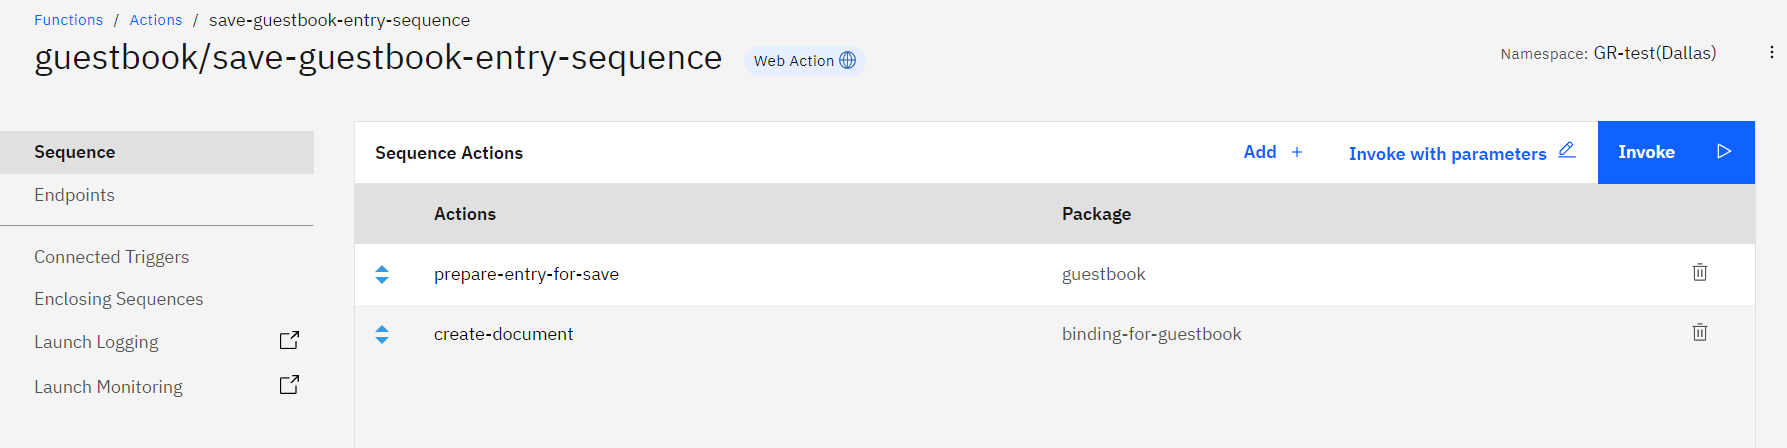 Functions / Actions / save-guestbook-entry-sequence
guestbook/save-guestbook-entry-sequence Web Action
Namespace: GR-test(Dallas)
Sequence
Endpoints
Connected Triggers
Enclosing Sequences
Launch Logging
Launch Monitoring
Sequence Actions Add + Invoke with parameters Invoke
Actions Package
prepare-entry-for-save guestbook
create-document binding-for-guestbook